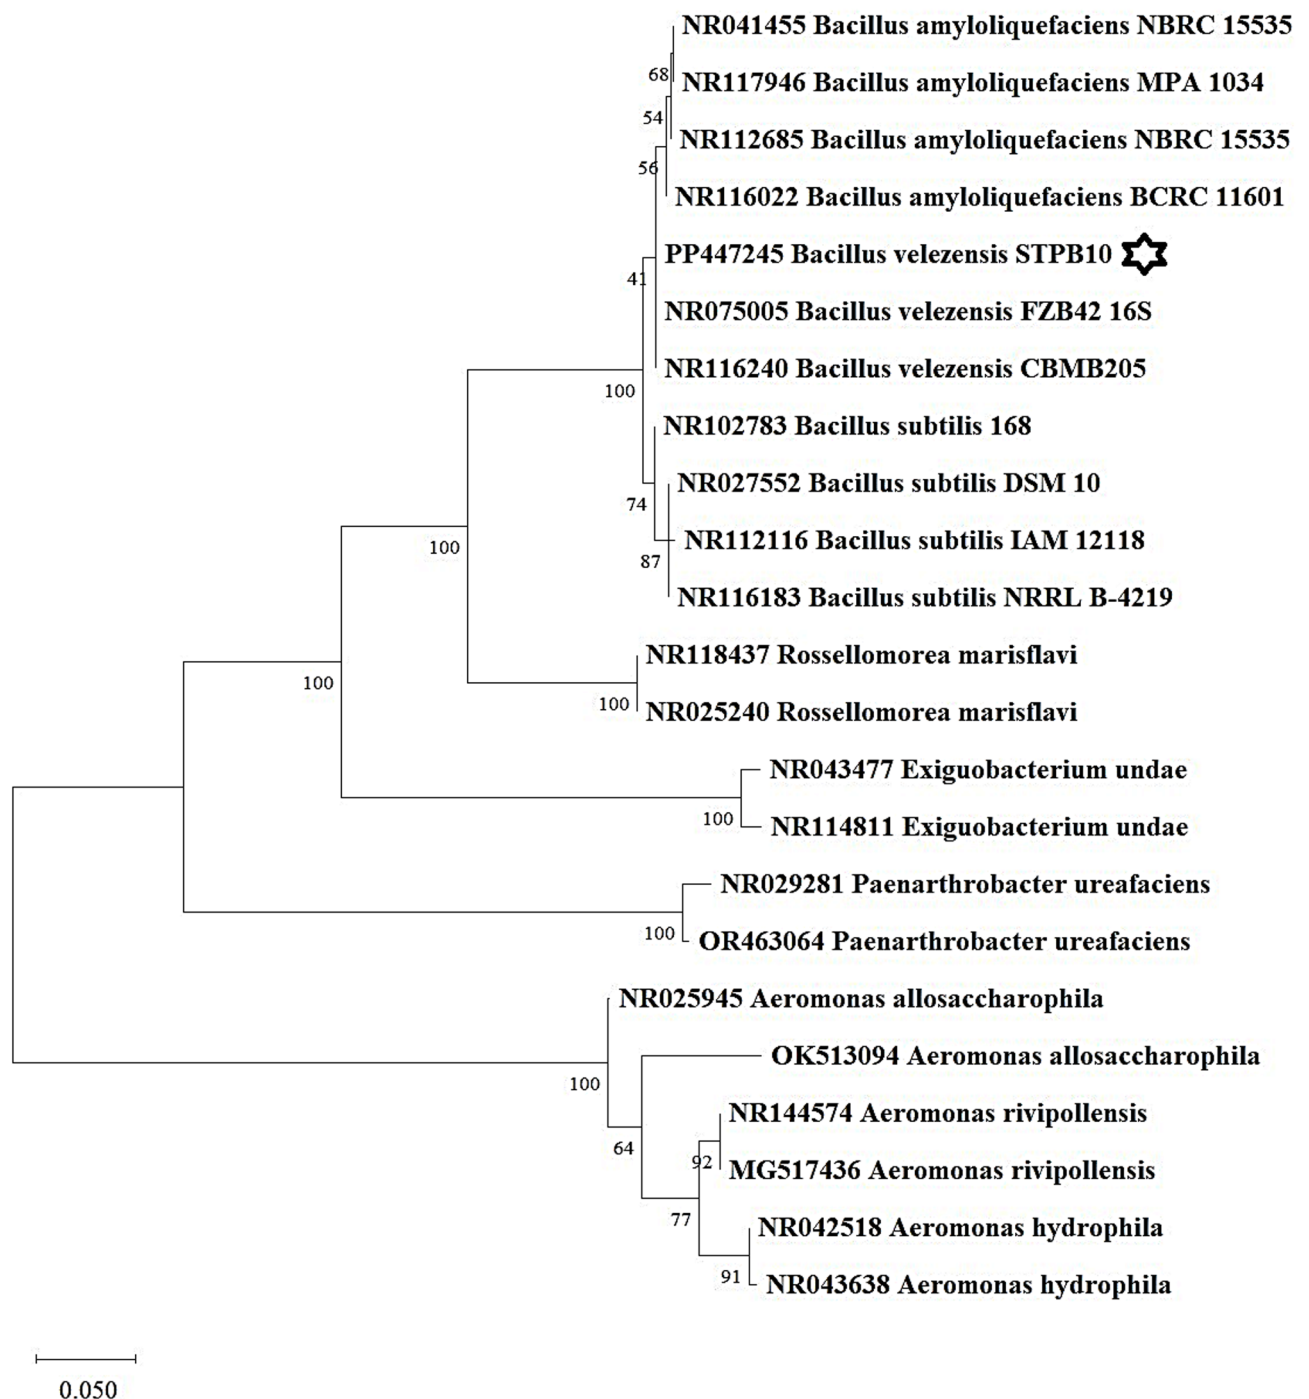 NR041455 Bacillus amyloliquefaciens NBRC 15535
68
NR117946 Bacillus amyloliquefaciens MPA 1034
54
NR112685 Bacillus amyloliquefaciens NBRC 15535
56
NR116022 Bacillus amyloliquefaciens BCRC 11601
PP447245 Bacillus velezensis STPB10
41
NR075005 Bacillus velezensis FZB42 16S
NR116240 Bacillus velezensis CBMB205
100
NR102783 Bacillus subtilis 168
NR027552 Bacillus subtilis DSM 10
74
NR112116 Bacillus subtilis IAM 12118
100
87
NR116183 Bacillus subtilis NRRL B-4219
NR118437 Rossellomorea marisflavi
100
100
NR025240 Rossellomorea marisflavi
NR043477 Exiguobacterium undae
100
NR114811 Exiguobacterium undae
NR029281 Paenarthrobacter ureafaciens
100
OR463064 Paenarthrobacter ureafaciens
NR025945 Aeromonas allosaccharophila
OK513094 Aeromonas allosaccharophila
100
NR144574 Aeromonas rivipollensis
64
92
MG517436 Aeromonas rivipollensis
77
NR042518 Aeromonas hydrophila
91
NR043638 Aeromonas hydrophila
0.050